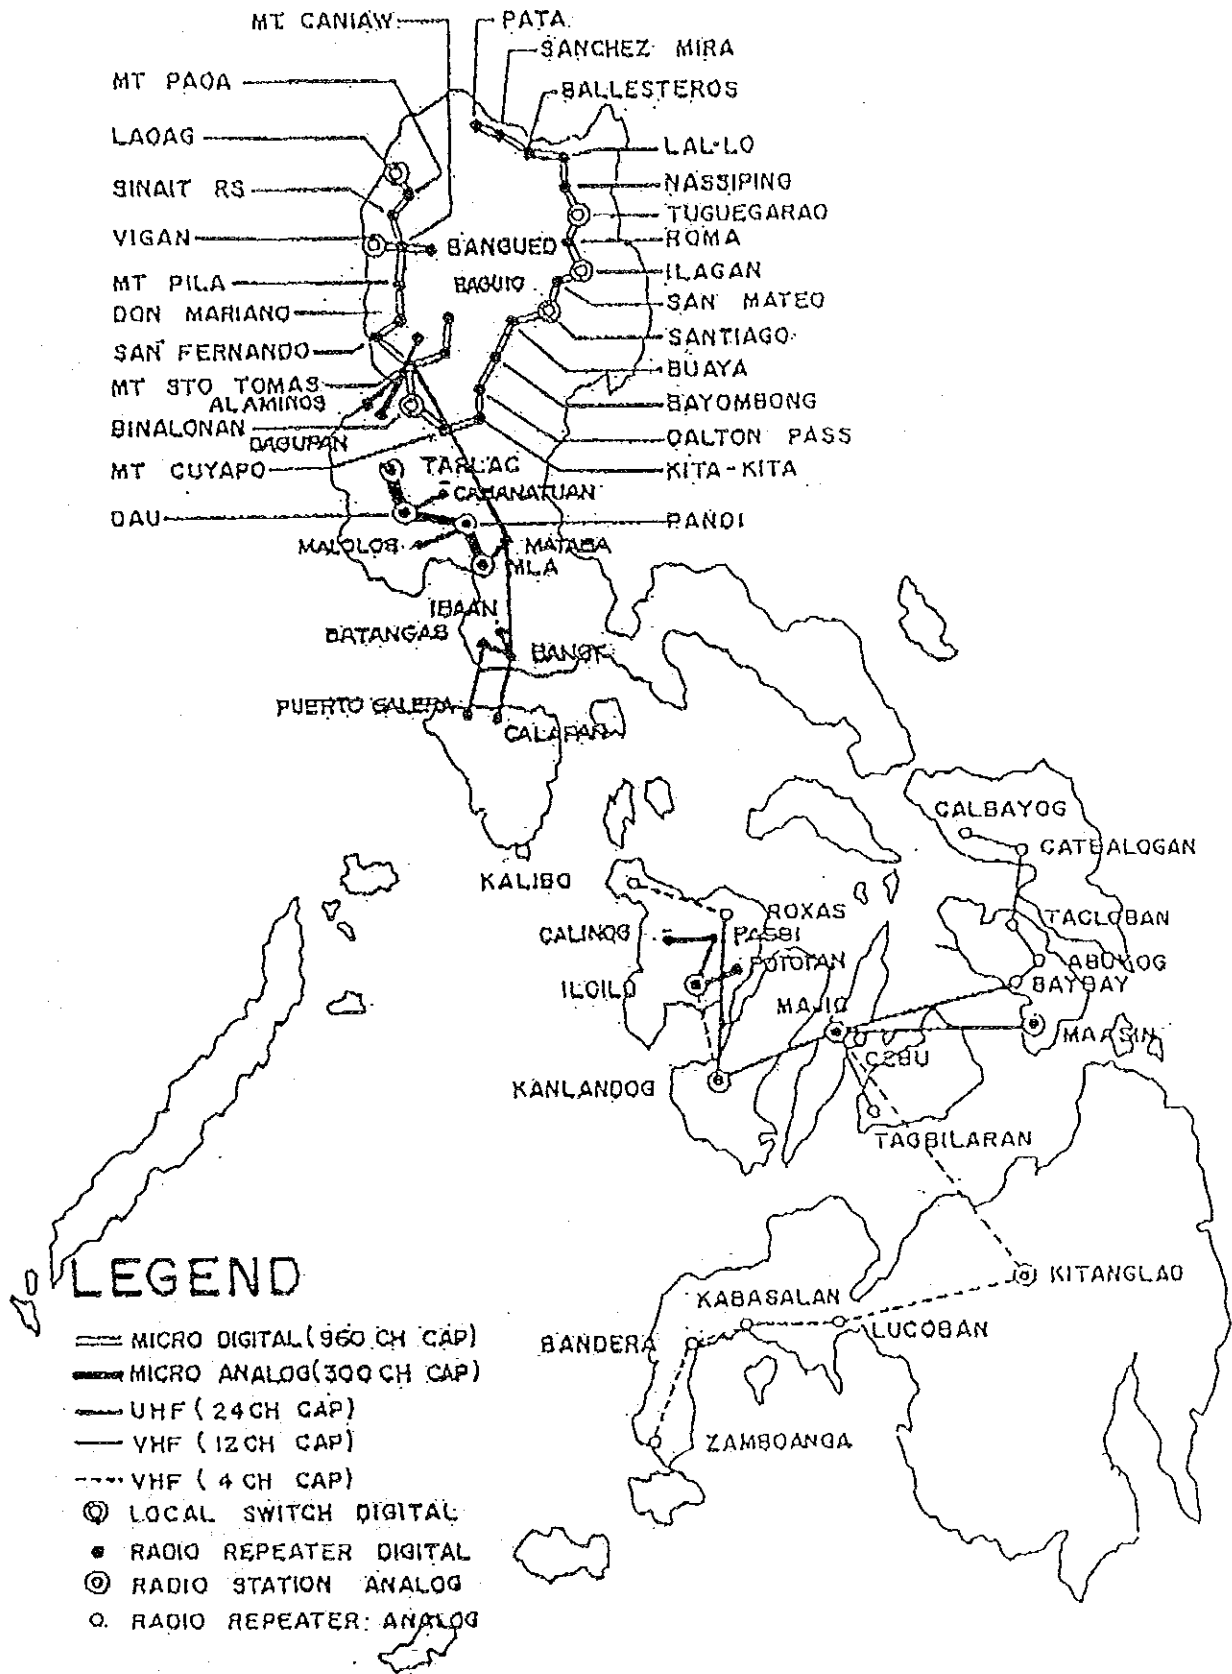 MT CANIAW
PATA
SANCHEZ MIRA
MT PAOA
BALLESTEROS
LAOAG
LAL-LO
SINAIT RS
NASSIPING
TUGUEGARAO
VIGAN
BANGUED
ROMA
MT PILA
BAGUIO
ILAGAN
DON MARIANO
SAN MATEO
SAN FERNANDO
SANTIAGO
MT STO TOMAS
BUAYA
ALAMINOS
BAYOMBONG
BINALONAN
DAGUPAN
DALTON PASS
MT CUYAPO
TARLAC
KITA-KITA
CABANATUAN
DAU
PANDI
MALOLOS
MATABA
MLA
IBAAN
BATANGAS
BANOY
PUERTO GALERA
CALAPAN
CALBAYOG
CATBALOGAN
KALIBO
ROXAS
TACLOBAN
CALINOG
PASSI
POTOTAN
ABUYOG
ILOILO
BAYBAY
MAJIC
MAASIN
CEBU
KANLANDOG
TAGBILARAN
LEGEND
KITANGLAO
KABASALAN
BANDERA
LUCOBAN
MICRO DIGITAL (960 CH CAP)
MICRO ANALOG (300 CH CAP)
UHF (24 CH CAP)
VHF (12 CH CAP)
ZAMBOANGA
VHF (4 CH CAP)
LOCAL SWITCH DIGITAL
RADIO REPEATER DIGITAL
RADIO STATION ANALOG
RADIO REPEATER ANALOG